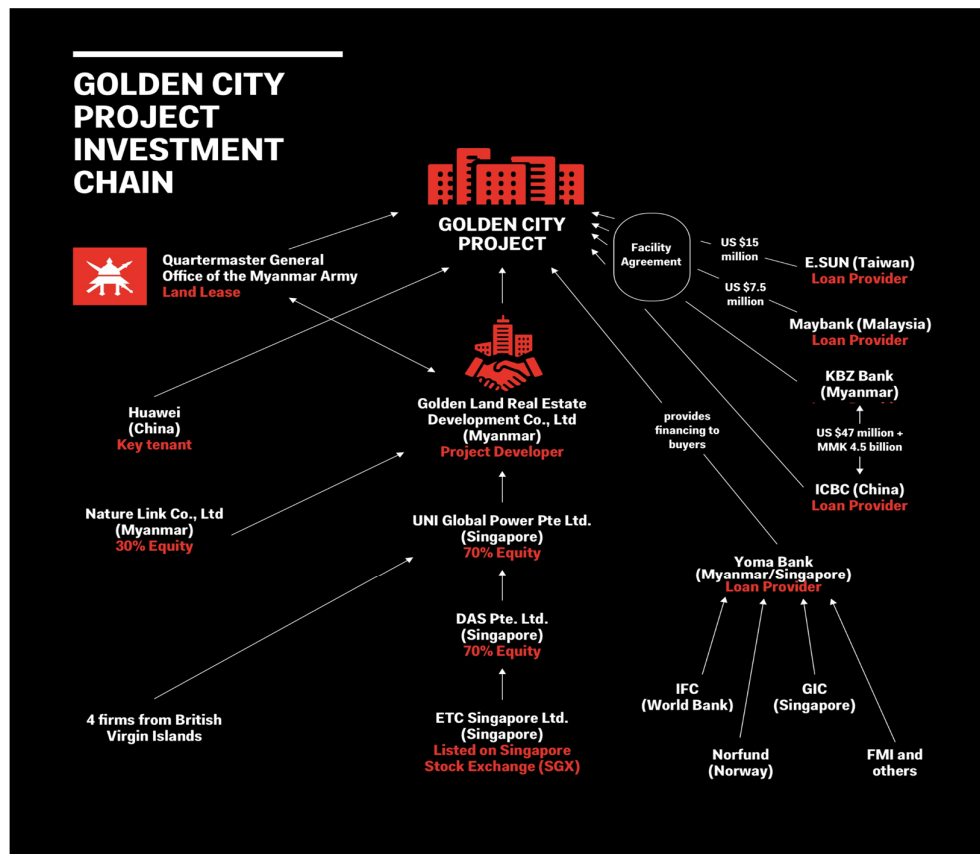 GOLDEN CITY
PROJECT
INVESTMENT
CHAIN
GOLDEN CITY
PROJECT
Quartermaster General
Office of the Myanmar Army
Land Lease
Facility
Agreement
US $15
million
E.SUN (Taiwan)
Loan Provider
US $7.5
million
Maybank (Malaysia)
Loan Provider
KBZ Bank
(Myanmar)
US $47 million +
MMK 4.5 billion
ICBC (China)
Loan Provider
Huawei
(China)
Key tenant
Golden Land Real Estate
Development Co., Ltd
(Myanmar)
Project Developer
provides
financing to
buyers
Nature Link Co., Ltd
(Myanmar)
30% Equity
UNI Global Power Pte Ltd.
(Singapore)
70% Equity
Yoma Bank
(Myanmar/Singapore)
Loan Provider
DAS Pte. Ltd.
(Singapore)
70% Equity
IFC
(World Bank)
GIC
(Singapore)
4 firms from British
Virgin Islands
ETC Singapore Ltd.
(Singapore)
Listed on Singapore
Stock Exchange (SGX)
Norfund
(Norway)
FMI and
others